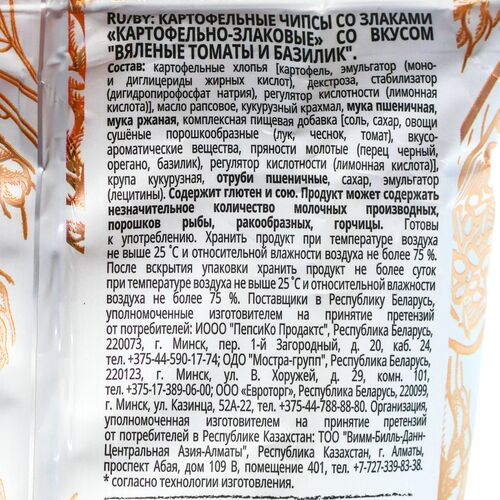 RU/BY: КАРТОФЕЛЬНЫЕ ЧИПСЫ СО ЗЛАКАМИ
«КАРТОФЕЛЬНО-ЗЛАКОВЫЕ» СО ВКУСОМ
"ВЯЛЕНЫЕ ТОМАТЫ И БАЗИЛИК".
Состав: картофельные хлопья [картофель, эмульгатор (моно-
и диглицериды жирных кислот), декстроза, стабилизатор
(дигидропирофосфат натрия), регулятор кислотности (лимонная
кислота)], масло рапсовое, кукурузный крахмал, мука пшеничная,
мука ржаная, комплексная пищевая добавка [соль, сахар, овощи
сушёные порошкообразные (лук, чеснок, томат), вкусо-
ароматические вещества, пряности молотые (перец черный,
орегано, базилик), регулятор кислотности (лимонная кислота)],
крупа кукурузная, отруби пшеничные, сахар, эмульгатор
(лецитины). Содержит глютен и сою. Продукт может содержать
незначительное количество молочных производных,
порошков рыбы, ракообразных, горчицы. Готовы
к употреблению. Хранить продукт при температуре воздуха
не выше 25 ˚С и относительной влажности воздуха не более 75 %.
После вскрытия упаковки хранить продукт не более суток
при температуре воздуха не выше 25 ˚С и относительной влажности
воздуха не более 75 %. Поставщики в Республику Беларусь,
уполномоченные изготовителем на принятие претензий
от потребителей: ИООО "ПепсиКо Продактс", Республика Беларусь,
220073, г. Минск, пер. 1-й Загородный, д. 20, каб. 24,
тел. +375-44-590-17-74; ОДО "Мостра-групп", Республика Беларусь,
220123, г. Минск, ул. В. Хоружей, д. 29, комн. 101,
тел. +375-17-389-06-00; ООО «Евроторг», Республика Беларусь, 220099,
г. Минск, ул. Казинца, 52А-22, тел. +375-44-788-88-80. Организация,
уполномоченная изготовителем на принятие претензий
от потребителей в Республике Казахстан: ТОО "Вимм-Билль-Данн-
Центральная Азия-Алматы", Республика Казахстан, г. Алматы,
проспект Абая, дом 109 В, помещение 401, тел. +7-727-339-83-38.
* согласно технологии изготовления.